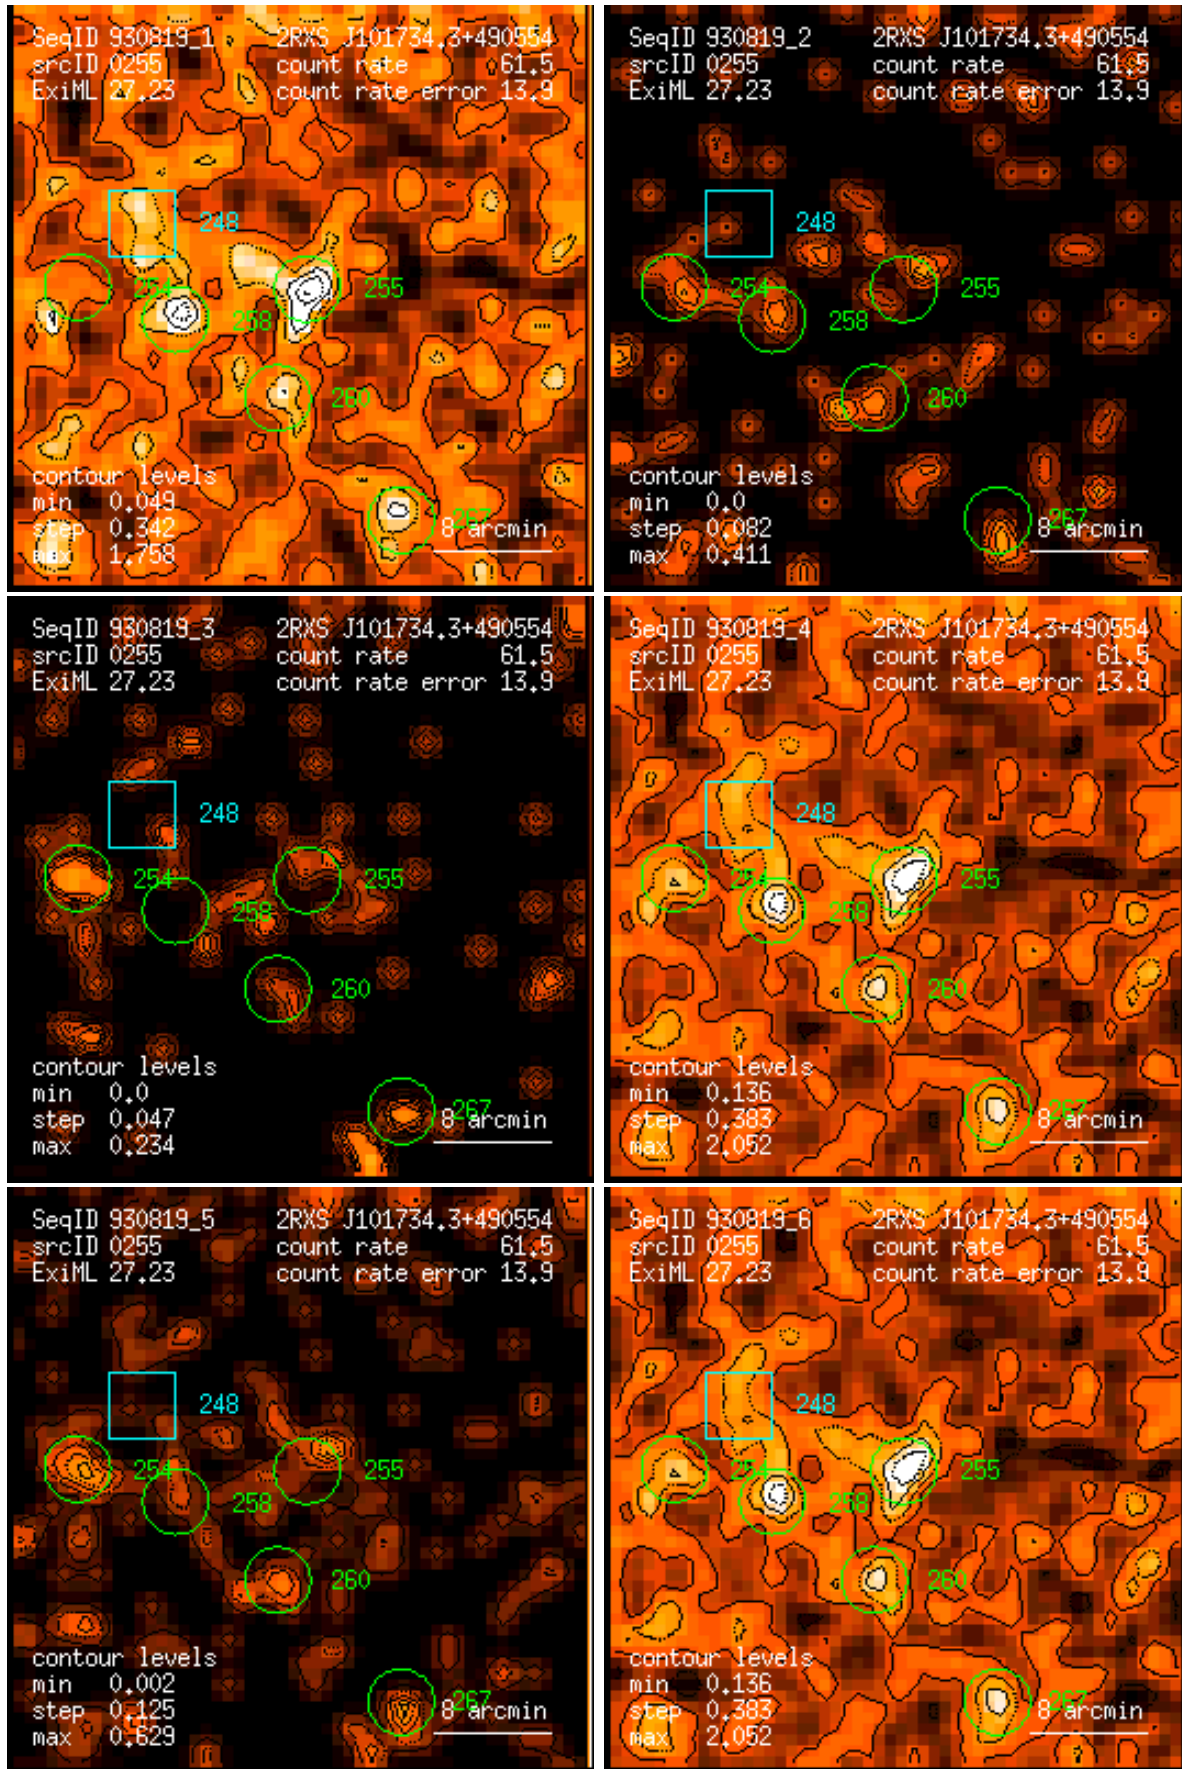 SeqID 930819_1 2RXS J101734.3+490554
srcID 0255 count rate 61.5
ExiML 27.23 count rate error 13.9
248
254 255
258
260
contour levels
min 0.049
step 0.342 267 8 arcmin
max 1.758
SeqID 930819_2 2RXS J101734.3+490554
srcID 0255 count rate 61.5
ExiML 27.23 count rate error 13.9
248
254 255
258
260
contour levels
min 0.0
step 0.082 267 8 arcmin
max 0.411
SeqID 930819_3 2RXS J101734.3+490554
srcID 0255 count rate 61.5
ExiML 27.23 count rate error 13.9
248
254 255
258
260
contour levels
min 0.0
step 0.047 267 8 arcmin
max 0.234
SeqID 930819_4 2RXS J101734.3+490554
srcID 0255 count rate 61.5
ExiML 27.23 count rate error 13.9
248
254 255
258
260
contour levels
min 0.136
step 0.383 267 8 arcmin
max 2.052
SeqID 930819_5 2RXS J101734.3+490554
srcID 0255 count rate 61.5
ExiML 27.23 count rate error 13.9
248
254 255
258
260
contour levels
min 0.002
step 0.125 267 8 arcmin
max 0.629
SeqID 930819_6 2RXS J101734.3+490554
srcID 0255 count rate 61.5
ExiML 27.23 count rate error 13.9
248
254 255
258
260
contour levels
min 0.136
step 0.383 267 8 arcmin
max 2.052